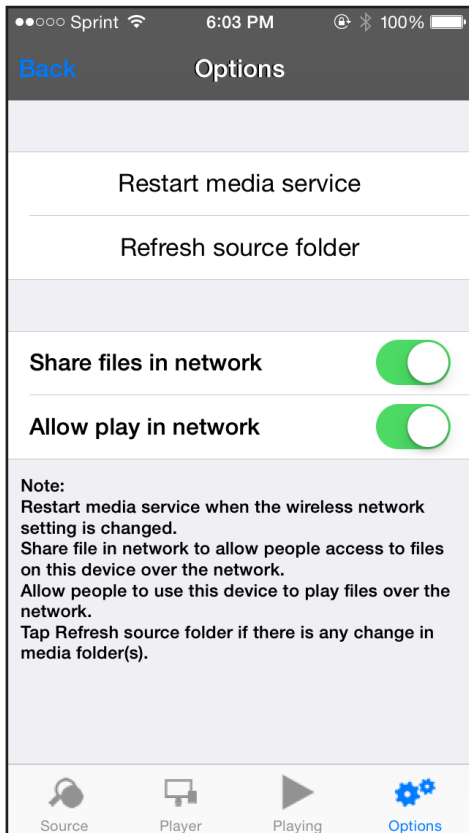 Sprint 6:03 PM 100%
Back Options
Restart media service
Refresh source folder
Share files in network
Allow play in network
Note:
Restart media service when the wireless network
setting is changed.
Share file in network to allow people access to files
on this device over the network.
Allow people to use this device to play files over the
network.
Tap Refresh source folder if there is any change in
media folder(s).
Source Player Playing Options